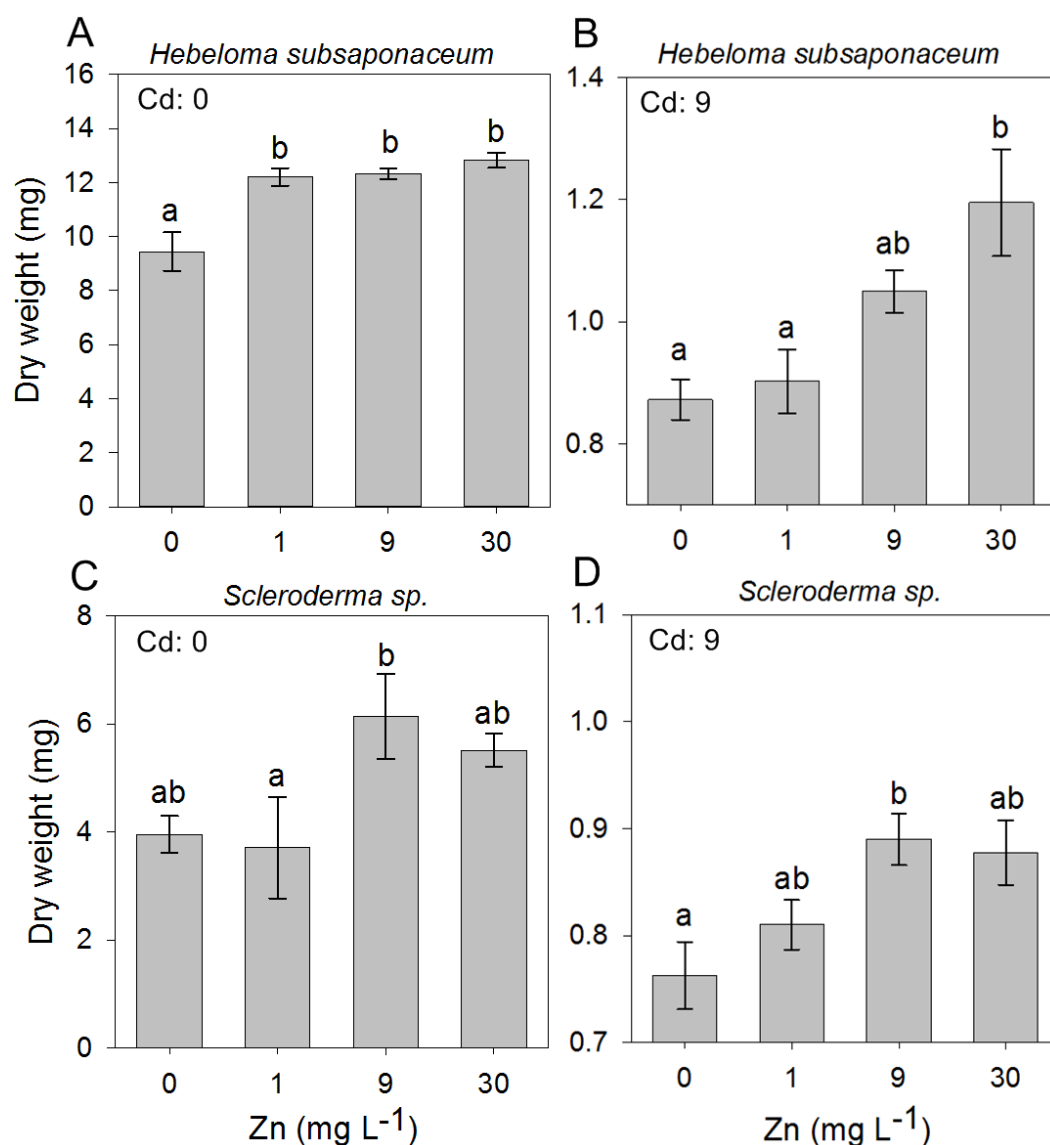 A
Hebeloma subsaponaceum
Cd: 0
Dry weight (mg)
16
14
12
10
8
6
4
2
0
a
b
b
b
0 1 9 30
B
Hebeloma subsaponaceum
Cd: 9
1.4
1.2
1.0
0.8
a
a
ab
b
0 1 9 30
C
Scleroderma sp.
Cd: 0
Dry weight (mg)
8
6
4
2
0
ab
a
b
ab
0 1 9 30
Zn (mg L-1)
D
Scleroderma sp.
Cd: 9
1.1
1.0
0.9
0.8
0.7
a
ab
b
ab
0 1 9 30
Zn (mg L-1)